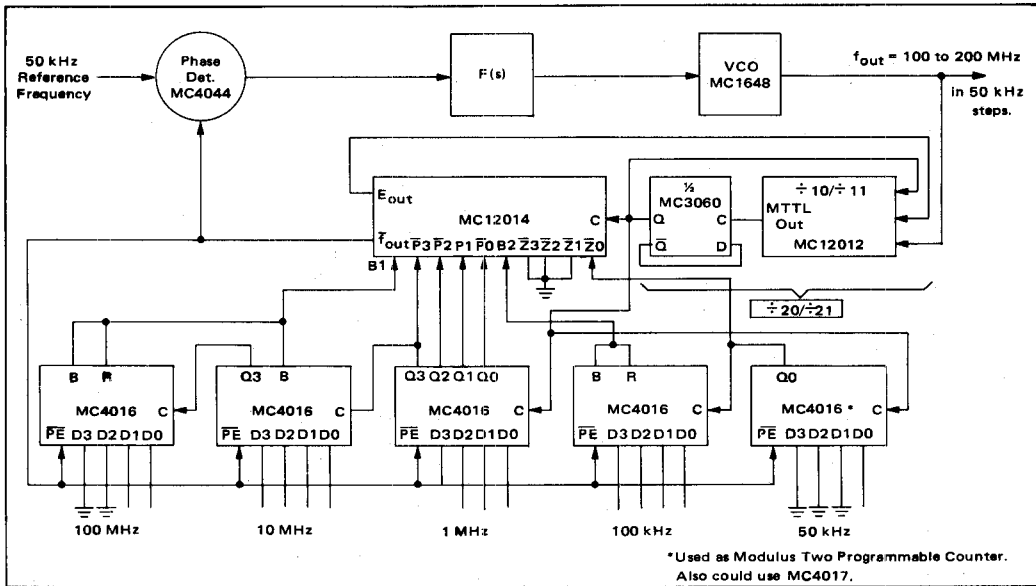 50 kHz
Reference
Frequency
Phase
Det.
MC4044
F(s)
VCO
MC1648
fout = 100 to 200 MHz
in 50 kHz
steps.
Eout
MC12014
C
f̅out P̅3 P̅2 P1 P̅0 B2 Z̅3 Z̅2 Z̅1 Z̅0
B1
½
MC3060
Q C
Q̅ D
÷10/÷11
MTTL
Out
MC12012
÷20/÷21
B R
MC4016 C
P̅E̅ D3 D2 D1 D0
100 MHz
Q3 B
MC4016 C
P̅E̅ D3 D2 D1 D0
10 MHz
Q3 Q2 Q1 Q0
MC4016 C
P̅E̅ D3 D2 D1 D0
1 MHz
B R
MC4016 C
P̅E̅ D3 D2 D1 D0
100 kHz
Q0
MC4016 * C
P̅E̅ D3 D2 D1 D0
50 kHz
*Used as Modulus Two Programmable Counter.
Also could use MC4017.